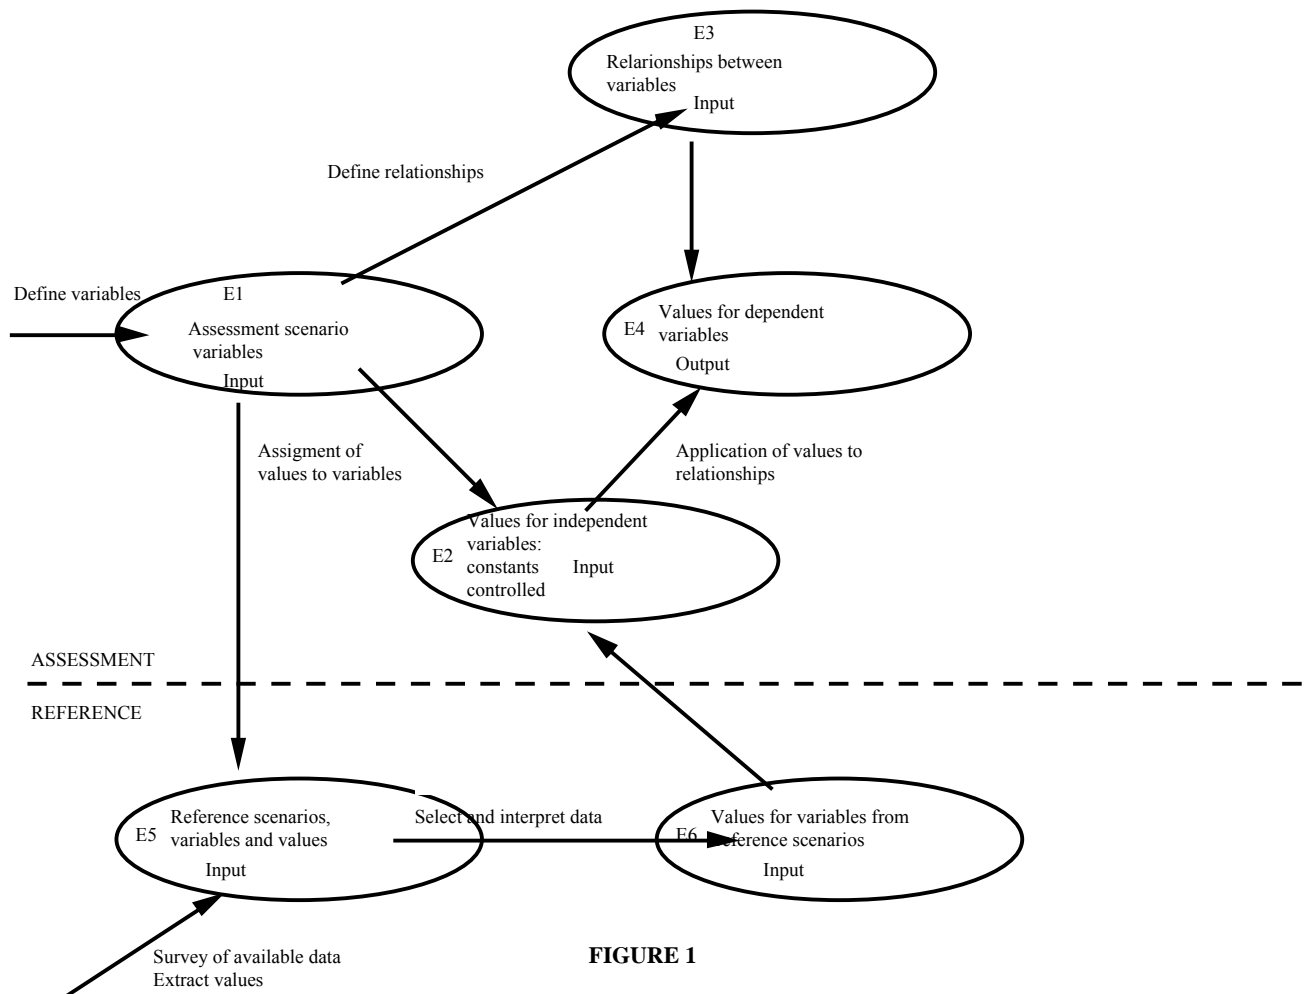 E3
Relarionships between
variables
Input
Define relationships
Define variables
E1
Assessment scenario
variables
Input
E4
Values for dependent
variables
Output
Assigment of
values to variables
Application of values to
relationships
E2
Values for independent
variables:
constants Input
controlled
ASSESSMENT
REFERENCE
E5
Reference scenarios,
variables and values
Input
Select and interpret data
E6
Values for variables from
reference scenarios
Input
Survey of available data
Extract values
FIGURE 1